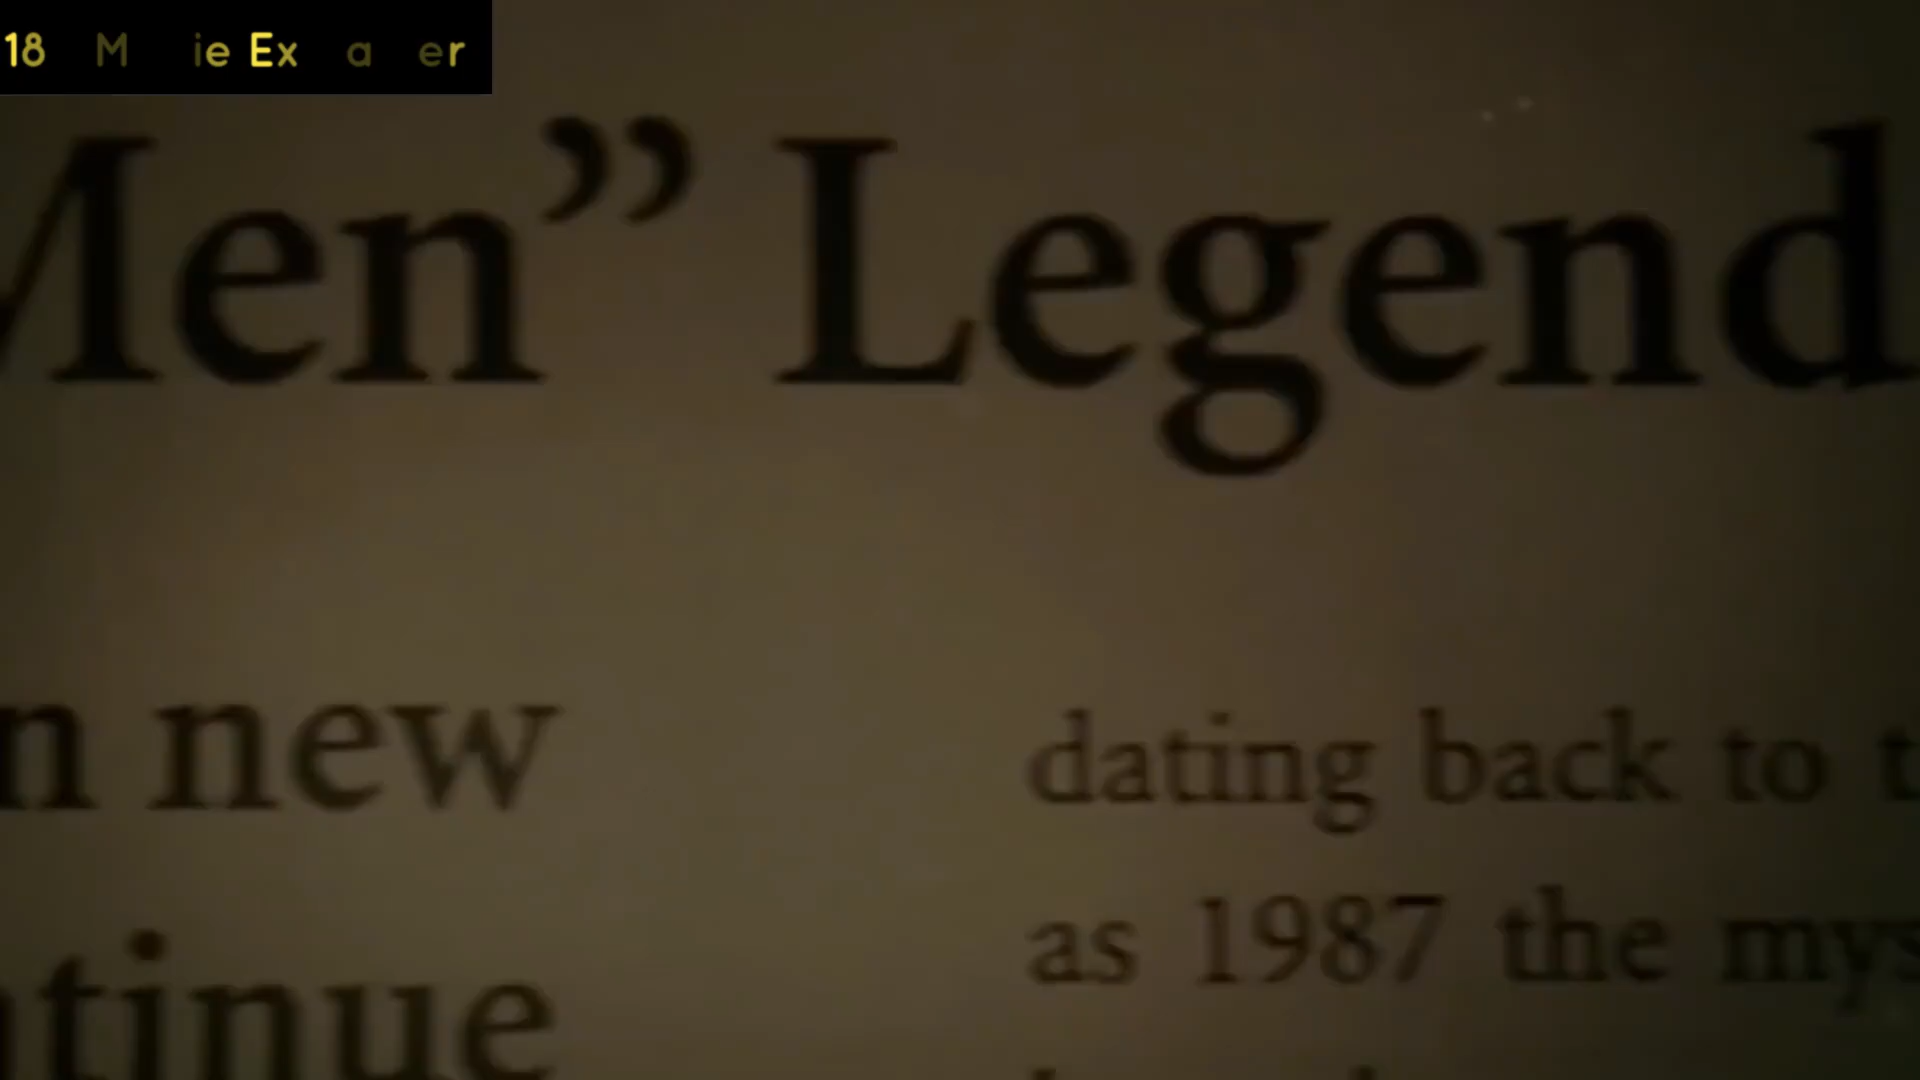 18 M ie Ex a er
Men” Legend
n new
tinue
dating back to t
as 1987 the mys